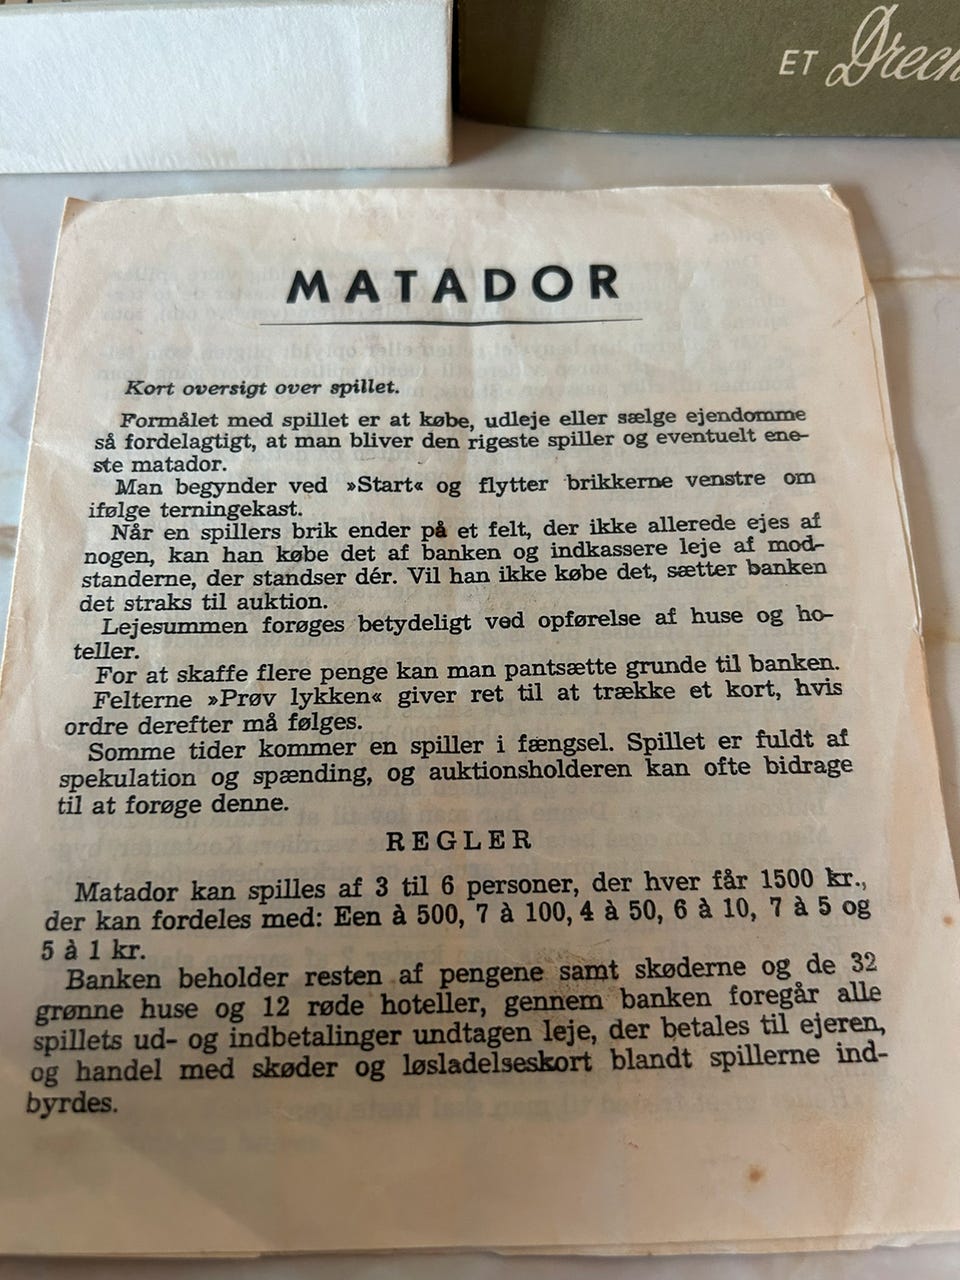 ET Drech
MATADOR
Kort oversigt over spillet.
Formålet med spillet er at købe, udleje eller sælge ejendomme
så fordelagtigt, at man bliver den rigeste spiller og eventuelt ene-
ste matador.
Man begynder ved »Start« og flytter brikkerne venstre om
ifølge terningekast.
Når en spillers brik ender på et felt, der ikke allerede ejes af
nogen, kan han købe det af banken og indkassere leje af mod-
standerne, der standser dér. Vil han ikke købe det, sætter banken
det straks til auktion.
Lejesummen forøges betydeligt ved opførelse af huse og ho-
teller.
For at skaffe flere penge kan man pantsætte grunde til banken.
Felterne »Prøv lykken« giver ret til at trække et kort, hvis
ordre derefter må følges.
Somme tider kommer en spiller i fængsel. Spillet er fuldt af
spekulation og spænding, og auktionsholderen kan ofte bidrage
til at forøge denne.
REGLER
Matador kan spilles af 3 til 6 personer, der hver får 1500 kr.,
der kan fordeles med: Een à 500, 7 à 100, 4 à 50, 6 à 10, 7 à 5 og
5 à 1 kr.
Banken beholder resten af pengene samt skøderne og de 32
grønne huse og 12 røde hoteller, gennem banken foregår alle
spillets ud- og indbetalinger undtagen leje, der betales til ejeren,
og handel med skøder og løsladelseskort blandt spillerne ind-
byrdes.